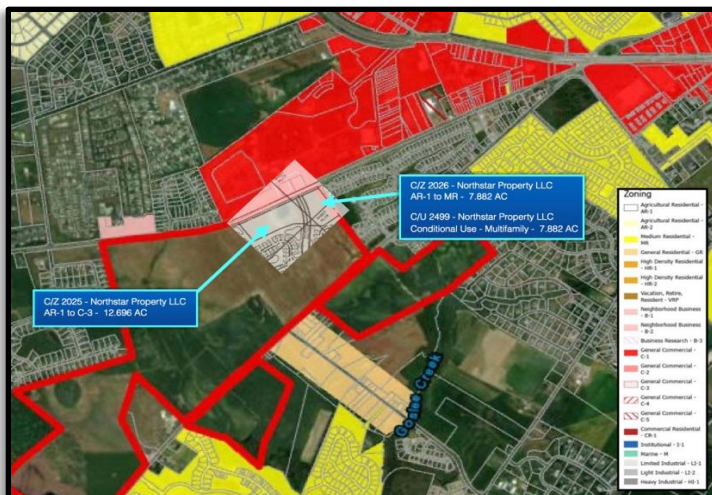 C/Z 2026 - Northstar Property LLC
AR-1 to MR - 7.882 AC
C/U 2499 - Northstar Property LLC
Conditional Use - Multifamily - 7.882 AC
C/Z 2025 - Northstar Property LLC
AR-1 to C-3 - 12.696 AC
Goslee Creek
Zoning
Agricultural Residential -
AR-1
Agricultural Residential -
AR-2
Medium Residential -
MR
General Residential - GR
High Density Residential
- HR-1
High Density Residential
- HR-2
Vacation, Retire,
Resident - VRP
Neighborhood Business
- B-1
Neighborhood Business
- B-2
Business Research - B-3
General Commercial -
C-1
General Commercial -
C-2
General Commercial -
C-3
General Commercial -
C-4
General Commercial -
C-5
Commercial Residential
- CR-1
Institutional - I-1
Marine - M
Limited Industrial - LI-1
Light Industrial - LI-2
Heavy Industrial - HI-1